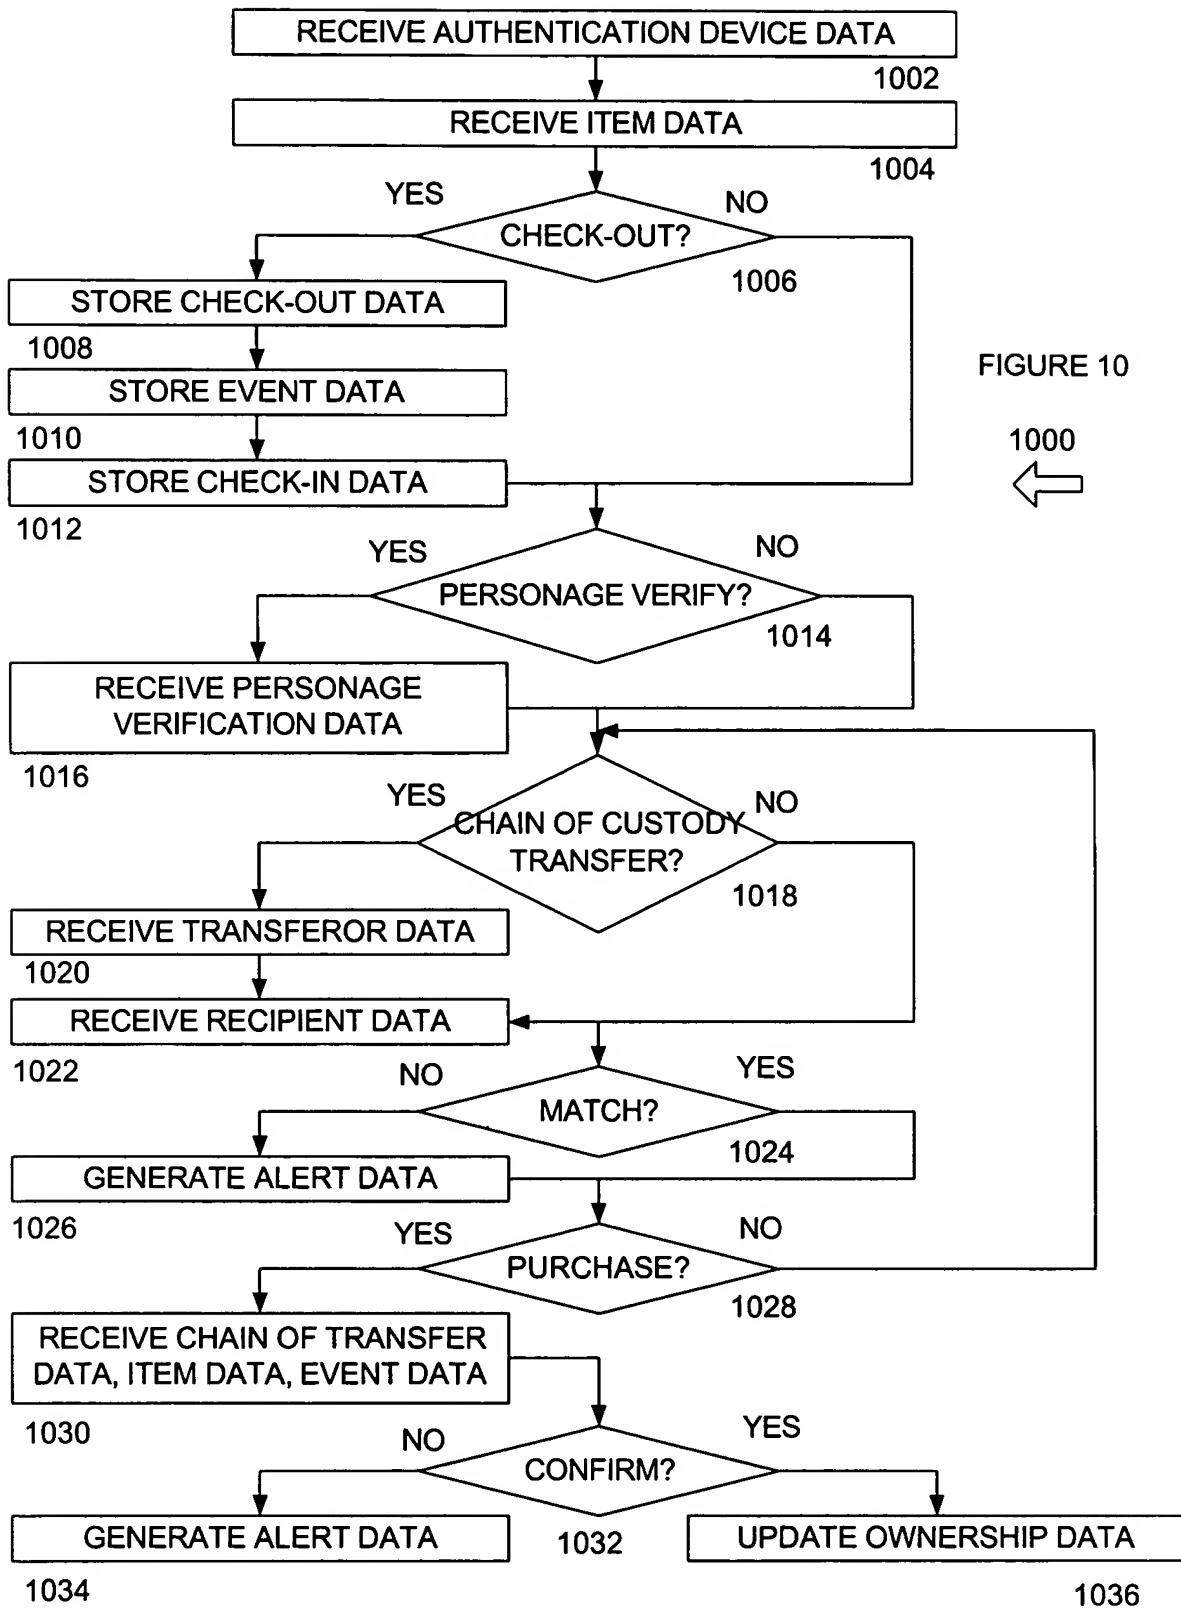 RECEIVE AUTHENTICATION DEVICE DATA
1002
RECEIVE ITEM DATA
1004
YES
NO
CHECK-OUT?
1006
STORE CHECK-OUT DATA
1008
STORE EVENT DATA
1010
STORE CHECK-IN DATA
1012
FIGURE 10
1000
YES
NO
PERSONAGE VERIFY?
1014
RECEIVE PERSONAGE
VERIFICATION DATA
1016
YES
NO
CHAIN OF CUSTODY
TRANSFER?
1018
RECEIVE TRANSFEROR DATA
1020
RECEIVE RECIPIENT DATA
1022
NO
YES
MATCH?
1024
GENERATE ALERT DATA
1026
YES
NO
PURCHASE?
1028
RECEIVE CHAIN OF TRANSFER
DATA, ITEM DATA, EVENT DATA
1030
NO
YES
CONFIRM?
1032
GENERATE ALERT DATA
1034
UPDATE OWNERSHIP DATA
1036